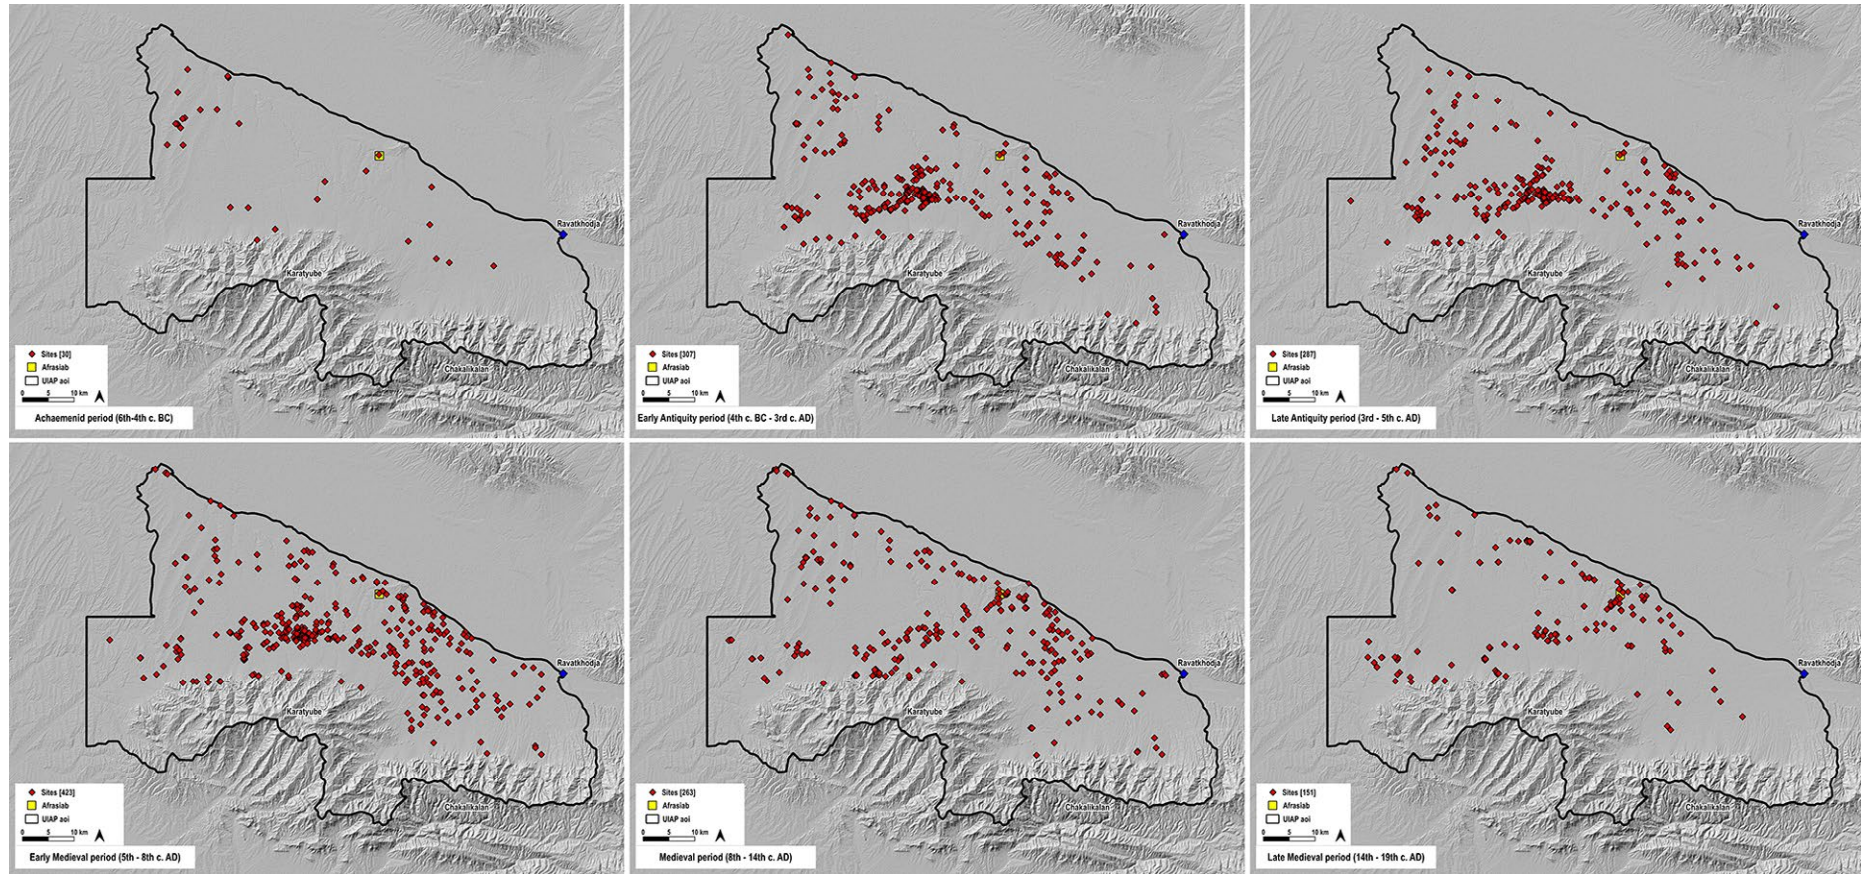 Ravatkhodja
Karatyube
Chakalikalan
Sites [30]
Afrasiab
UIAP aoi
0 5 10 km
Achaemenid period (6th-4th c. BC)
Ravatkhodja
Karatyube
Chakalikalan
Sites [307]
Afrasiab
UIAP aoi
0 5 10 km
Early Antiquity period (4th c. BC - 3rd c. AD)
Ravatkhodja
Karatyube
Chakalikalan
Sites [287]
Afrasiab
UIAP aoi
0 5 10 km
Late Antiquity period (3rd - 5th c. AD)
Ravatkhodja
Karatyube
Chakalikalan
Sites [423]
Afrasiab
UIAP aoi
0 5 10 km
Early Medieval period (5th - 8th c. AD)
Ravatkhodja
Karatyube
Chakalikalan
Sites [263]
Afrasiab
UIAP aoi
0 5 10 km
Medieval period (8th - 14th c. AD)
Ravatkhodja
Karatyube
Chakalikalan
Sites [151]
Afrasiab
UIAP aoi
0 5 10 km
Late Medieval period (14th - 19th c. AD)